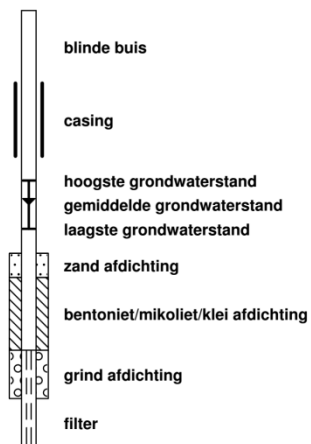 blinde buis
casing
hoogste grondwaterstand
gemiddelde grondwaterstand
laagste grondwaterstand
zand afdichting
bentoniet/mikoliet/klei afdichting
grind afdichting
filter